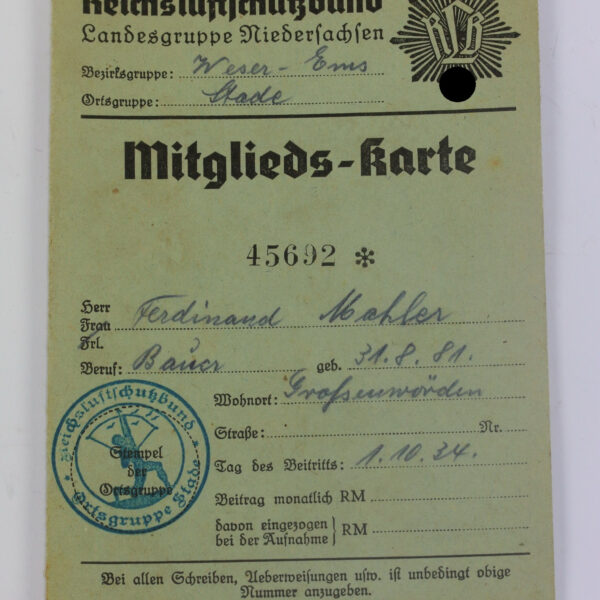 Reichsluftschutzbund
Landesgruppe Niedersachsen
Bezirksgruppe: Weser-Ems
Ortsgruppe: Stade
RLB
Mitglieds-Karte
45692 *
Herr
Frau Ferdinand Mahler
Frl.
Beruf: Bauer geb. 31.8.81.
Wohnort: Großenwörden
Straße: Nr.
Tag des Beitritts: 1.10.34.
Beitrag monatlich RM
davon eingezogen
bei der Aufnahme } RM
Reichsluftschutzbund
Stempel
der
Ortsgruppe
Ortsgruppe Stade
Bei allen Schreiben, Ueberweisungen usw. ist unbedingt obige
Nummer anzugeben.